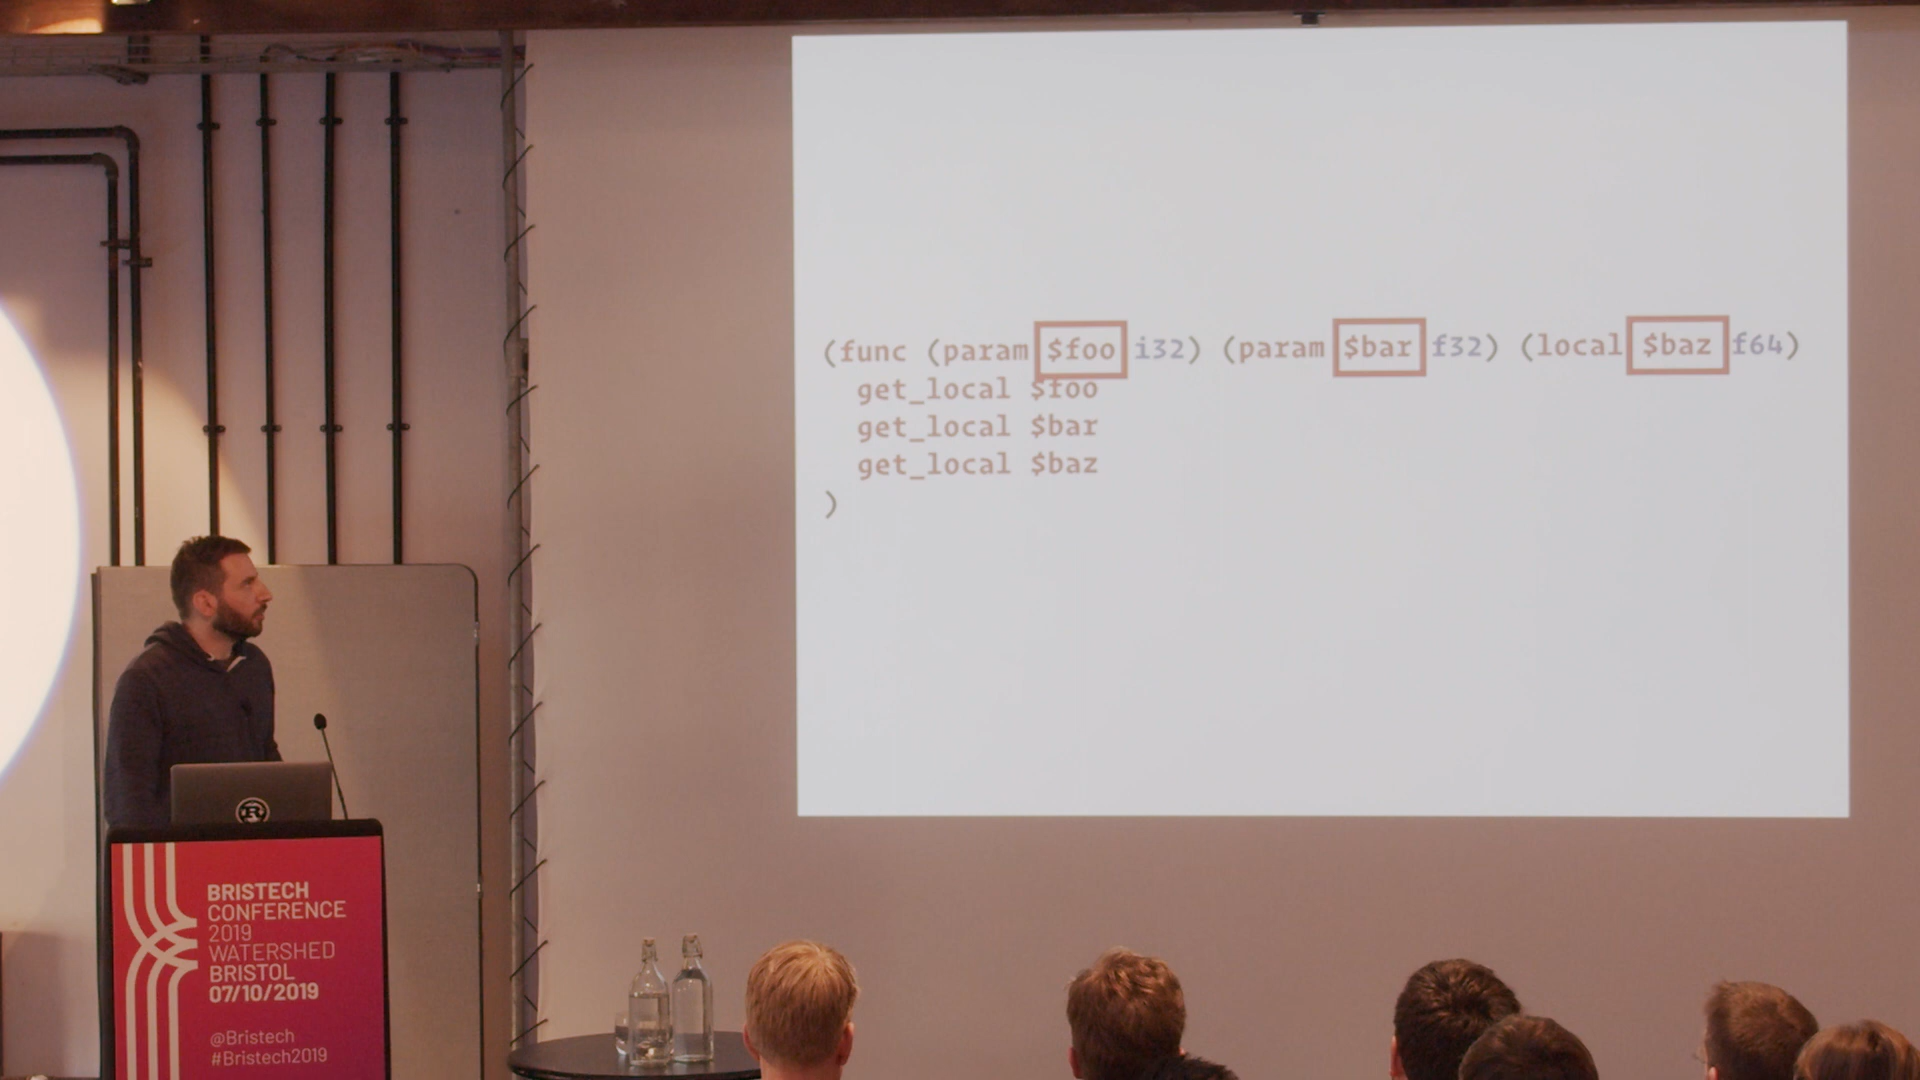 (func (param $foo i32) (param $bar f32) (local $baz f64)
get_local $foo
get_local $bar
get_local $baz
)
R
BRISTECH
CONFERENCE
2019
WATERSHED
BRISTOL
07/10/2019
@Bristech
#Bristech2019